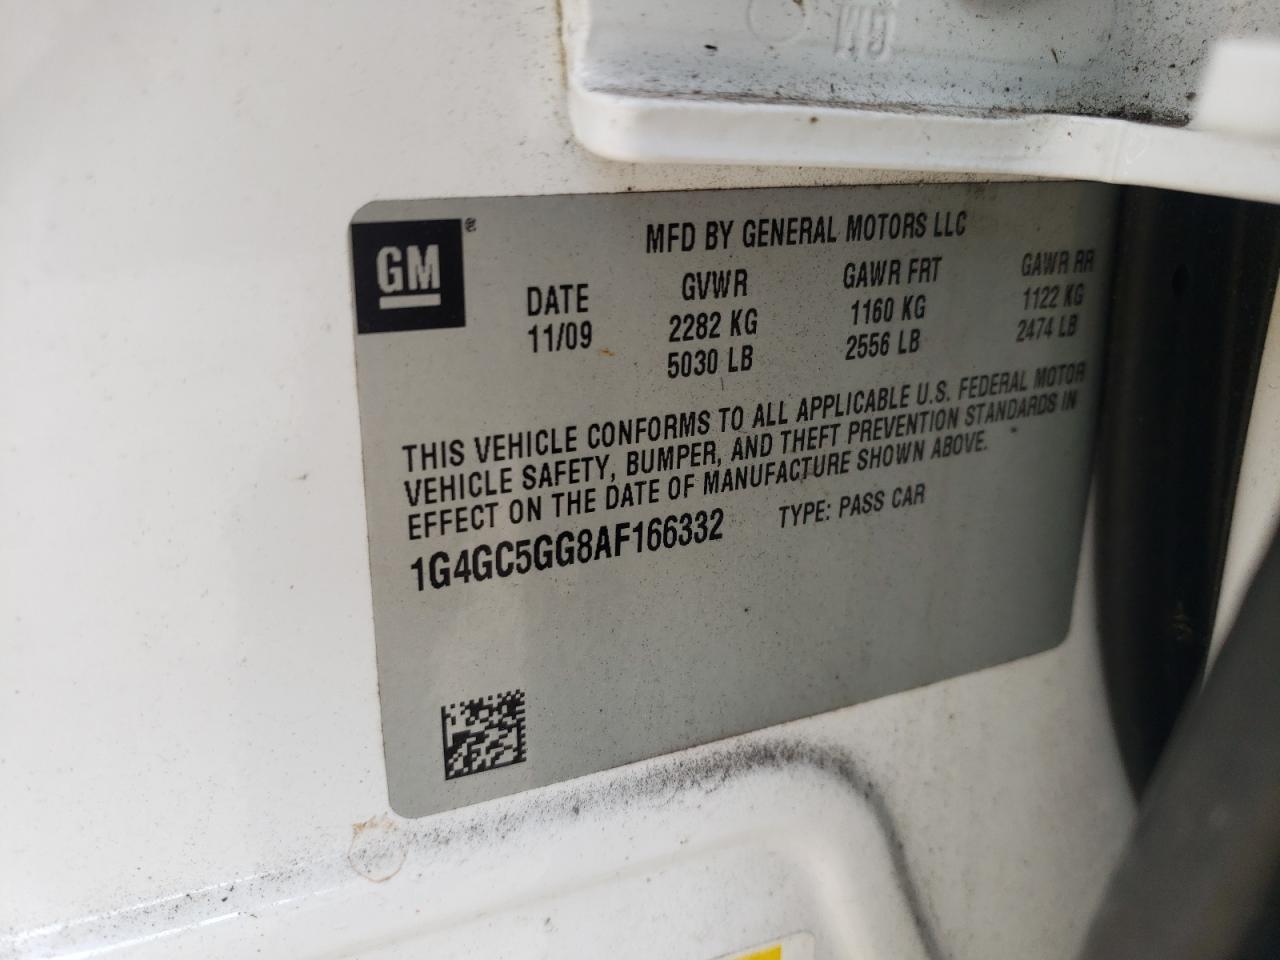 GM
GM®
MFD BY GENERAL MOTORS LLC
DATE GVWR GAWR FRT GAWR RR
11/09 2282 KG 1160 KG 1122 KG
5030 LB 2556 LB 2474 LB
THIS VEHICLE CONFORMS TO ALL APPLICABLE U.S. FEDERAL MOTOR
VEHICLE SAFETY, BUMPER, AND THEFT PREVENTION STANDARDS IN
EFFECT ON THE DATE OF MANUFACTURE SHOWN ABOVE.
1G4GC5GG8AF166332 TYPE: PASS CAR